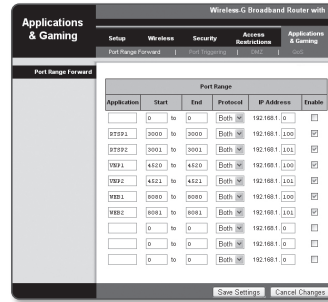 Wireless-G Broadband Router with
Applications & Gaming
Setup Wireless Security Access Restrictions Applications & Gaming
Port Range Forward | Port Triggering | DMZ | QoS
Port Range Forward
Port Range
Application Start End Protocol IP Address Enable
0 to 0 Both 192.168.1. 0
RTSP1 3000 to 3000 Both 192.168.1. 100
RTSP2 3001 to 3001 Both 192.168.1. 101
VNP1 4520 to 4520 Both 192.168.1. 100
VNP2 4521 to 4521 Both 192.168.1. 101
WEB1 8080 to 8080 Both 192.168.1. 100
WEB2 8081 to 8081 Both 192.168.1. 101
0 to 0 Both 192.168.1. 0
0 to 0 Both 192.168.1. 0
0 to 0 Both 192.168.1. 0
Save Settings Cancel Changes